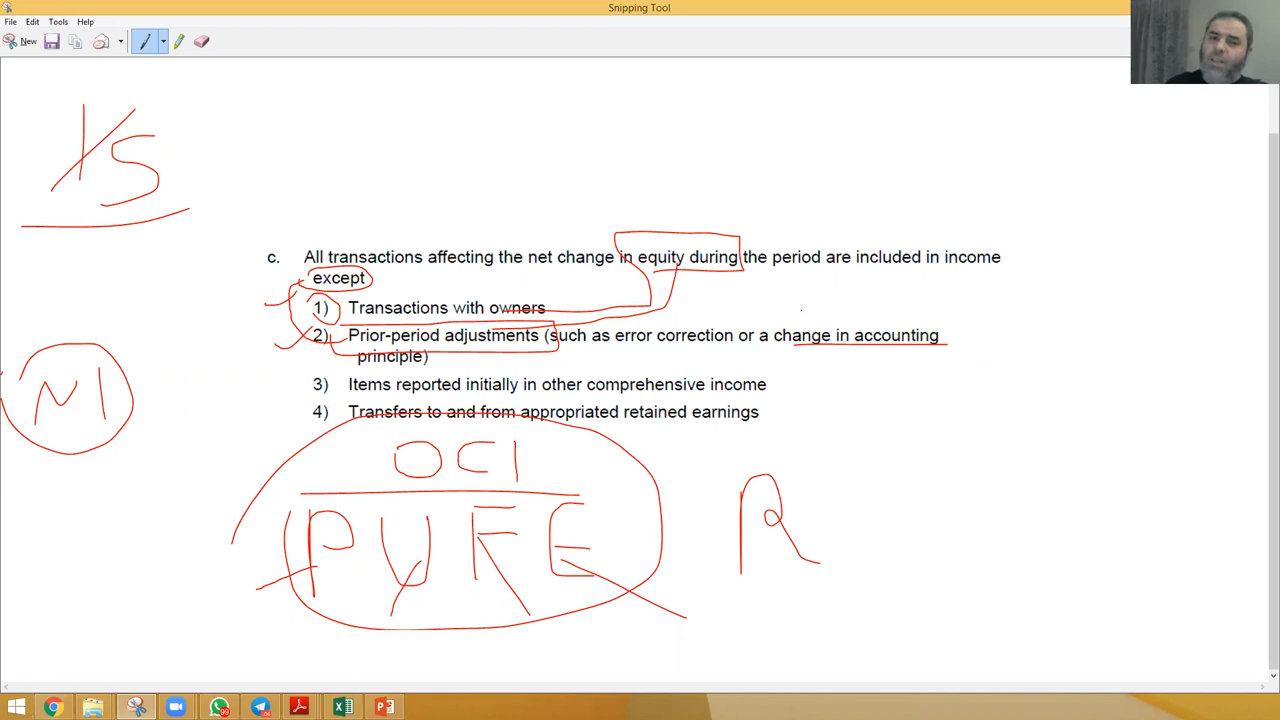 Snipping Tool
File Edit Tools Help
New
I/S
c. All transactions affecting the net change in equity during the period are included in income
except
1) Transactions with owners
2) Prior-period adjustments (such as error correction or a change in accounting
principle)
3) Items reported initially in other comprehensive income
4) Transfers to and from appropriated retained earnings
NI
OCI
PUFE
R
99